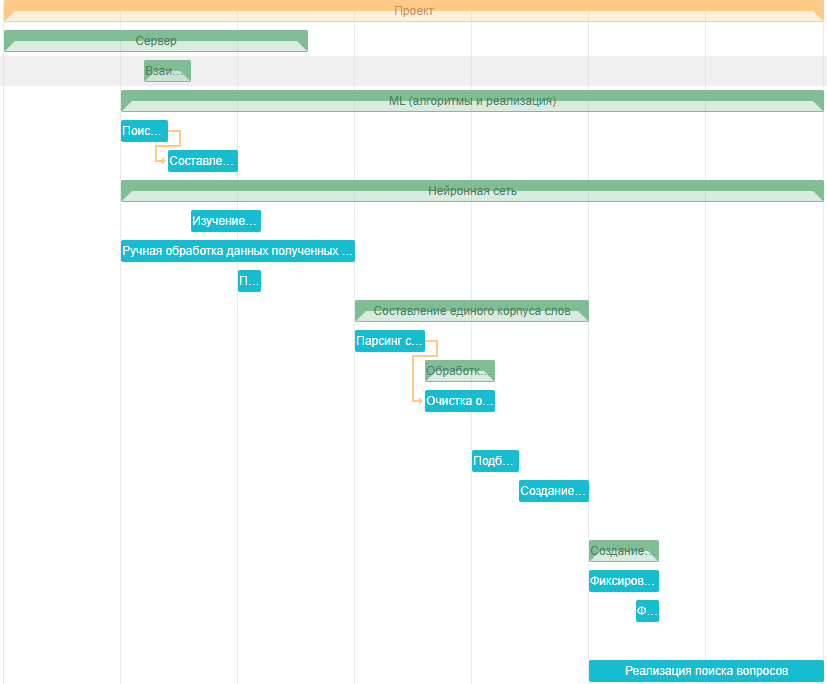 Проект
Сервер
Взаи...
ML (алгоритмы и реализация)
Поис...
Составле...
Нейронная сеть
Изучение...
Ручная обработка данных полученных ...
П...
Составление единого корпуса слов
Парсинг с...
Обработк...
Очистка о...
Подб...
Создание...
Создание...
Фиксиров...
Ф...
Реализация поиска вопросов